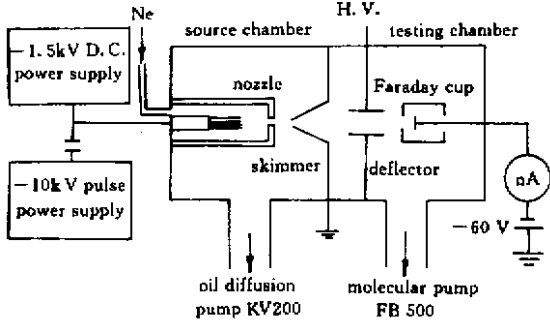 Ne
source chamber
H. V.
testing chamber
−1.5kV D. C.
power supply
nozzle
Faraday cup
skimmer
deflector
−10kV pulse
power supply
nA
−60 V
oil diffusion
pump KV200
molecular pump
FB 500